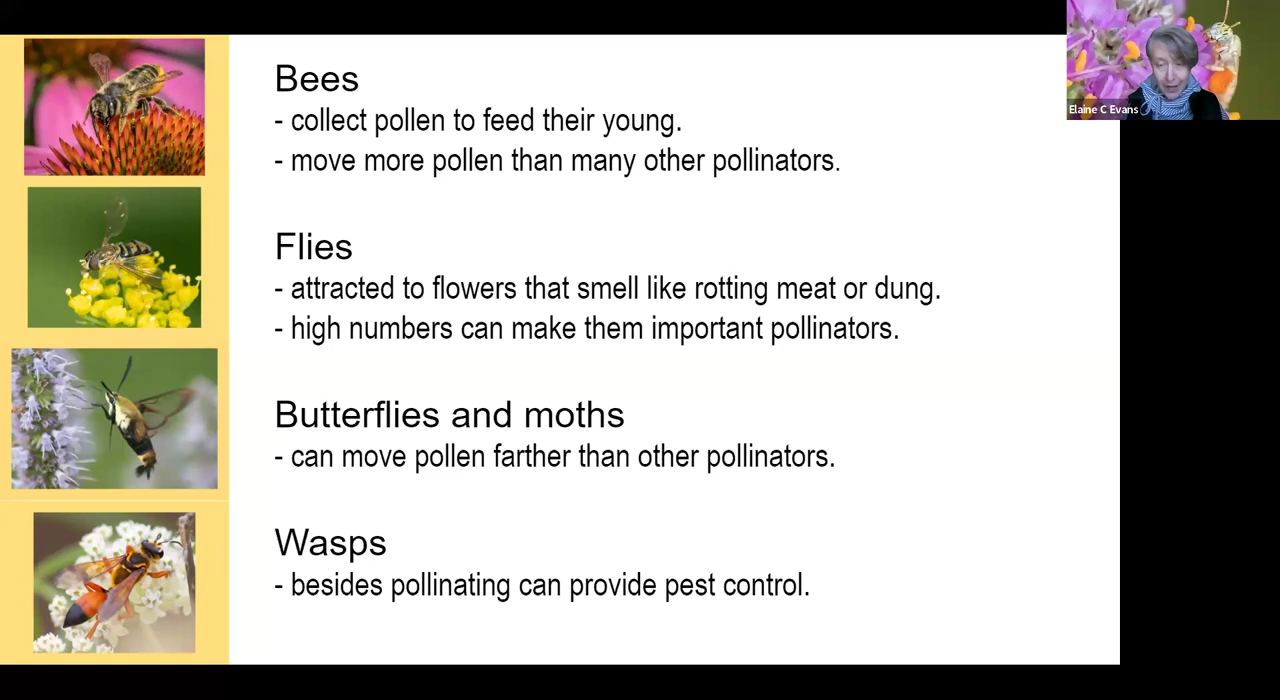 Bees
- collect pollen to feed their young.
- move more pollen than many other pollinators.
Flies
- attracted to flowers that smell like rotting meat or dung.
- high numbers can make them important pollinators.
Butterflies and moths
- can move pollen farther than other pollinators.
Wasps
- besides pollinating can provide pest control.
Elaine C Evans